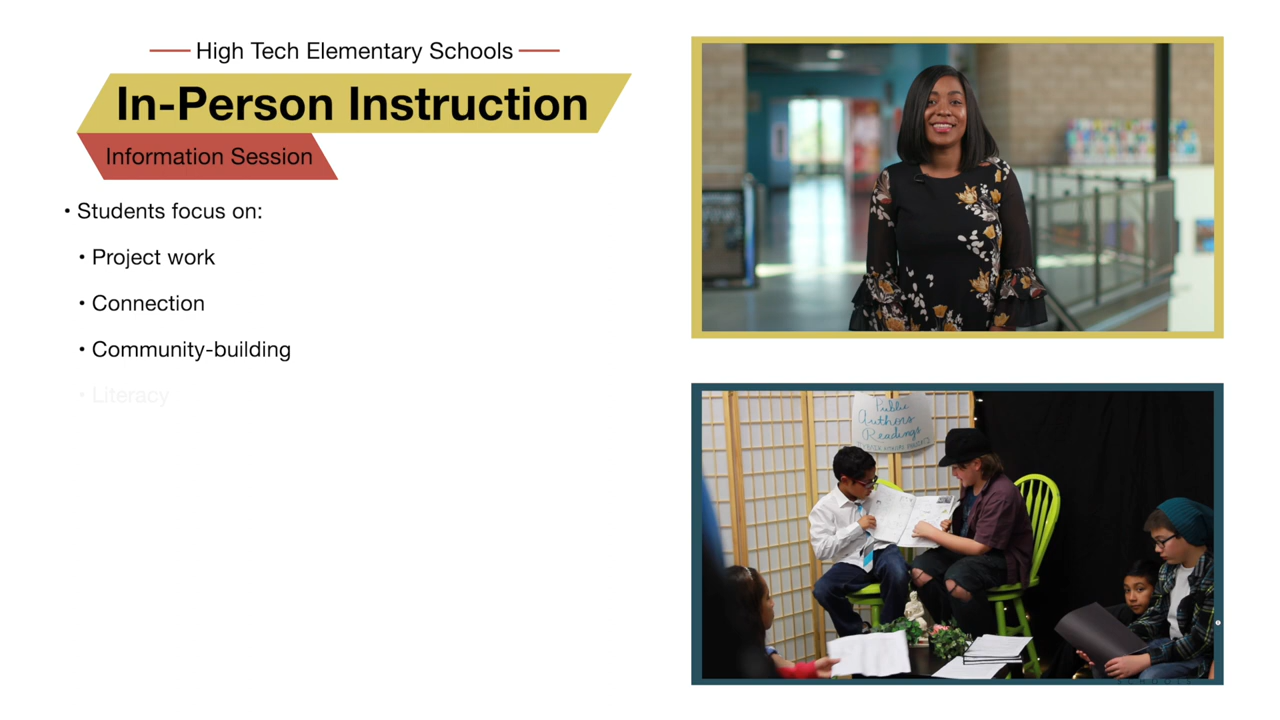 High Tech Elementary Schools
In-Person Instruction
Information Session
• Students focus on:
• Project work
• Connection
• Community-building
• Literacy
Public
Authors
Readings
SCHOOLS